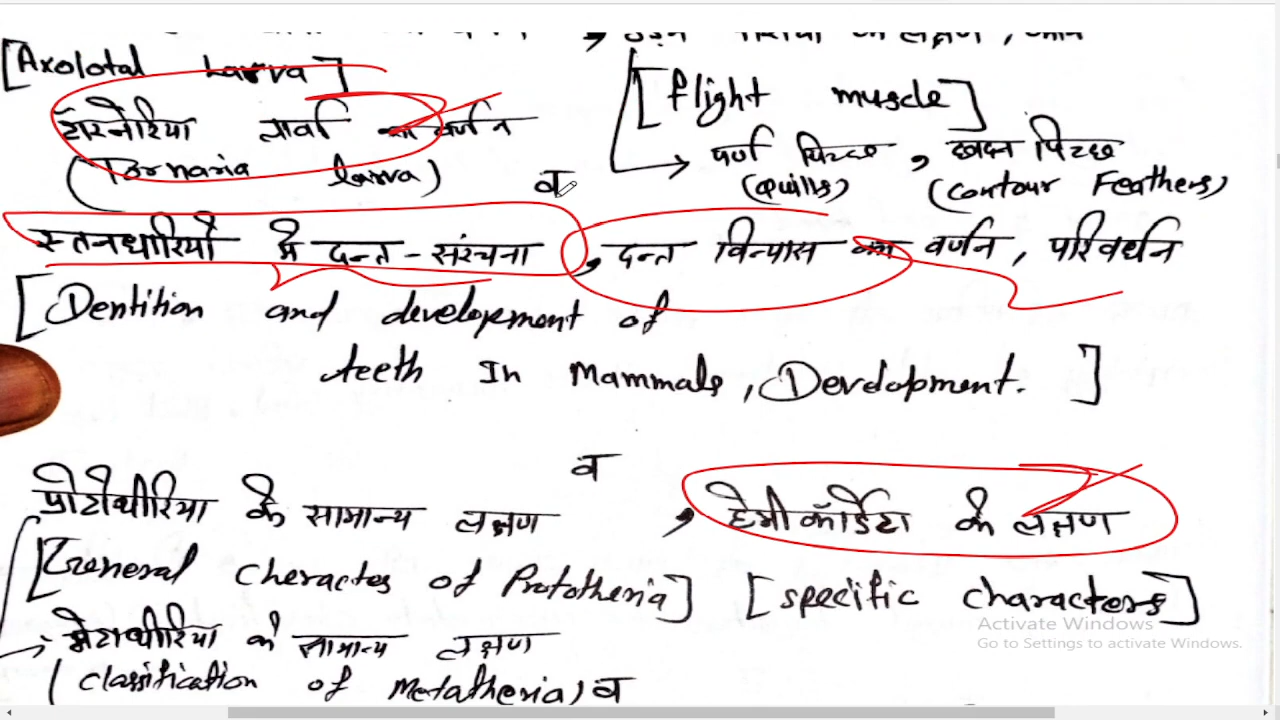 [Axolotal Larva]
[flight muscle]
टॉरनेरिया लार्वा का वर्णन
पर्ण पिच्छ,
(Tornaria larva) व
(quills) (contour Feathers)
स्तनधारियों मे दन्त - संरचना, दन्त विन्यास का वर्णन, परिवर्धन
[Dentition and development of
teeth In Mammals, Development.]
व
प्रोटोथीरिया के सामान्य लक्षण, हेमीकॉर्डेटा के लक्षण
[General Charactes of Prototheria] [specific characters]
Activate Windows
Go to Settings to activate Windows.
मेटाथीरिया के सामान्य लक्षण
(classification of Metatheria) व